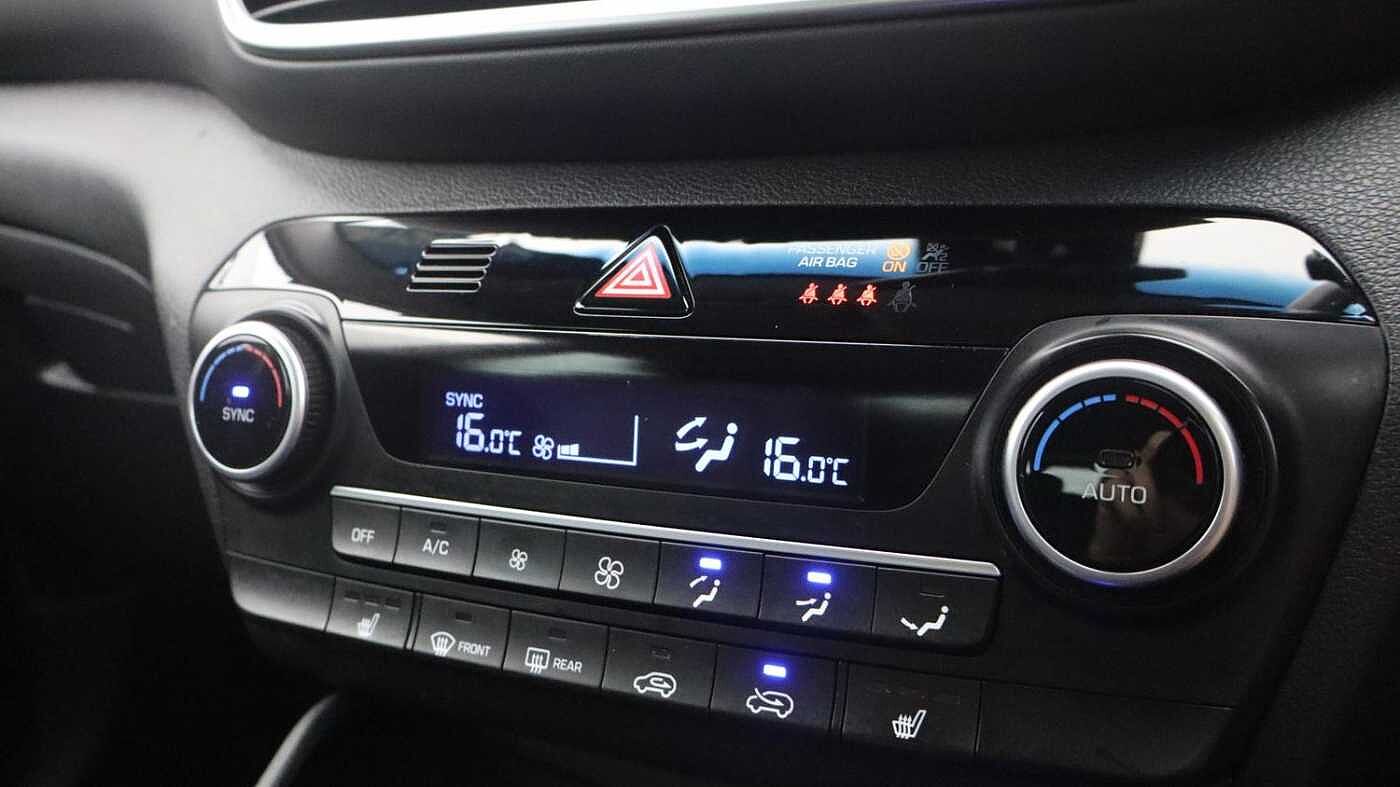 PASSENGER
AIR BAG ON OFF
SYNC
SYNC
16.0°C
16.0°C
AUTO
OFF
A/C
FRONT
REAR